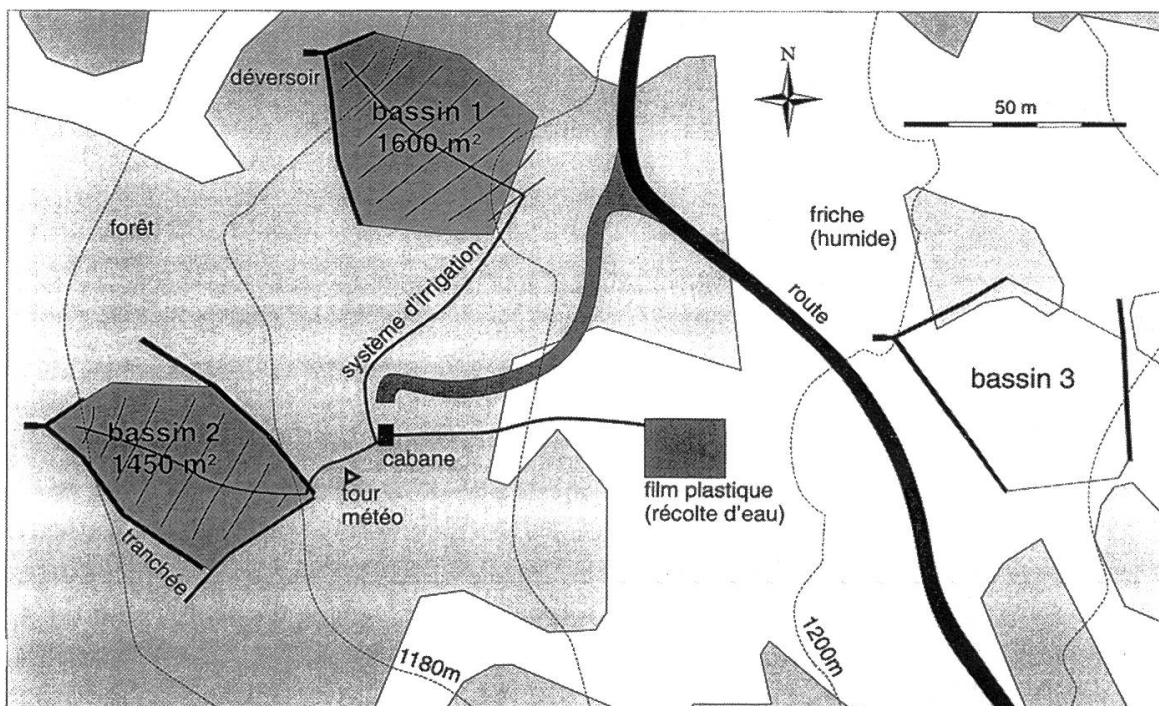 N
déversoir
bassin 1
1600 m²
50 m
forêt
friche
(humide)
système d'irrigation
route
bassin 3
bassin 2
1450 m²
cabane
tour
météo
film plastique
(récolte d'eau)
tranchée
1180m
1200m